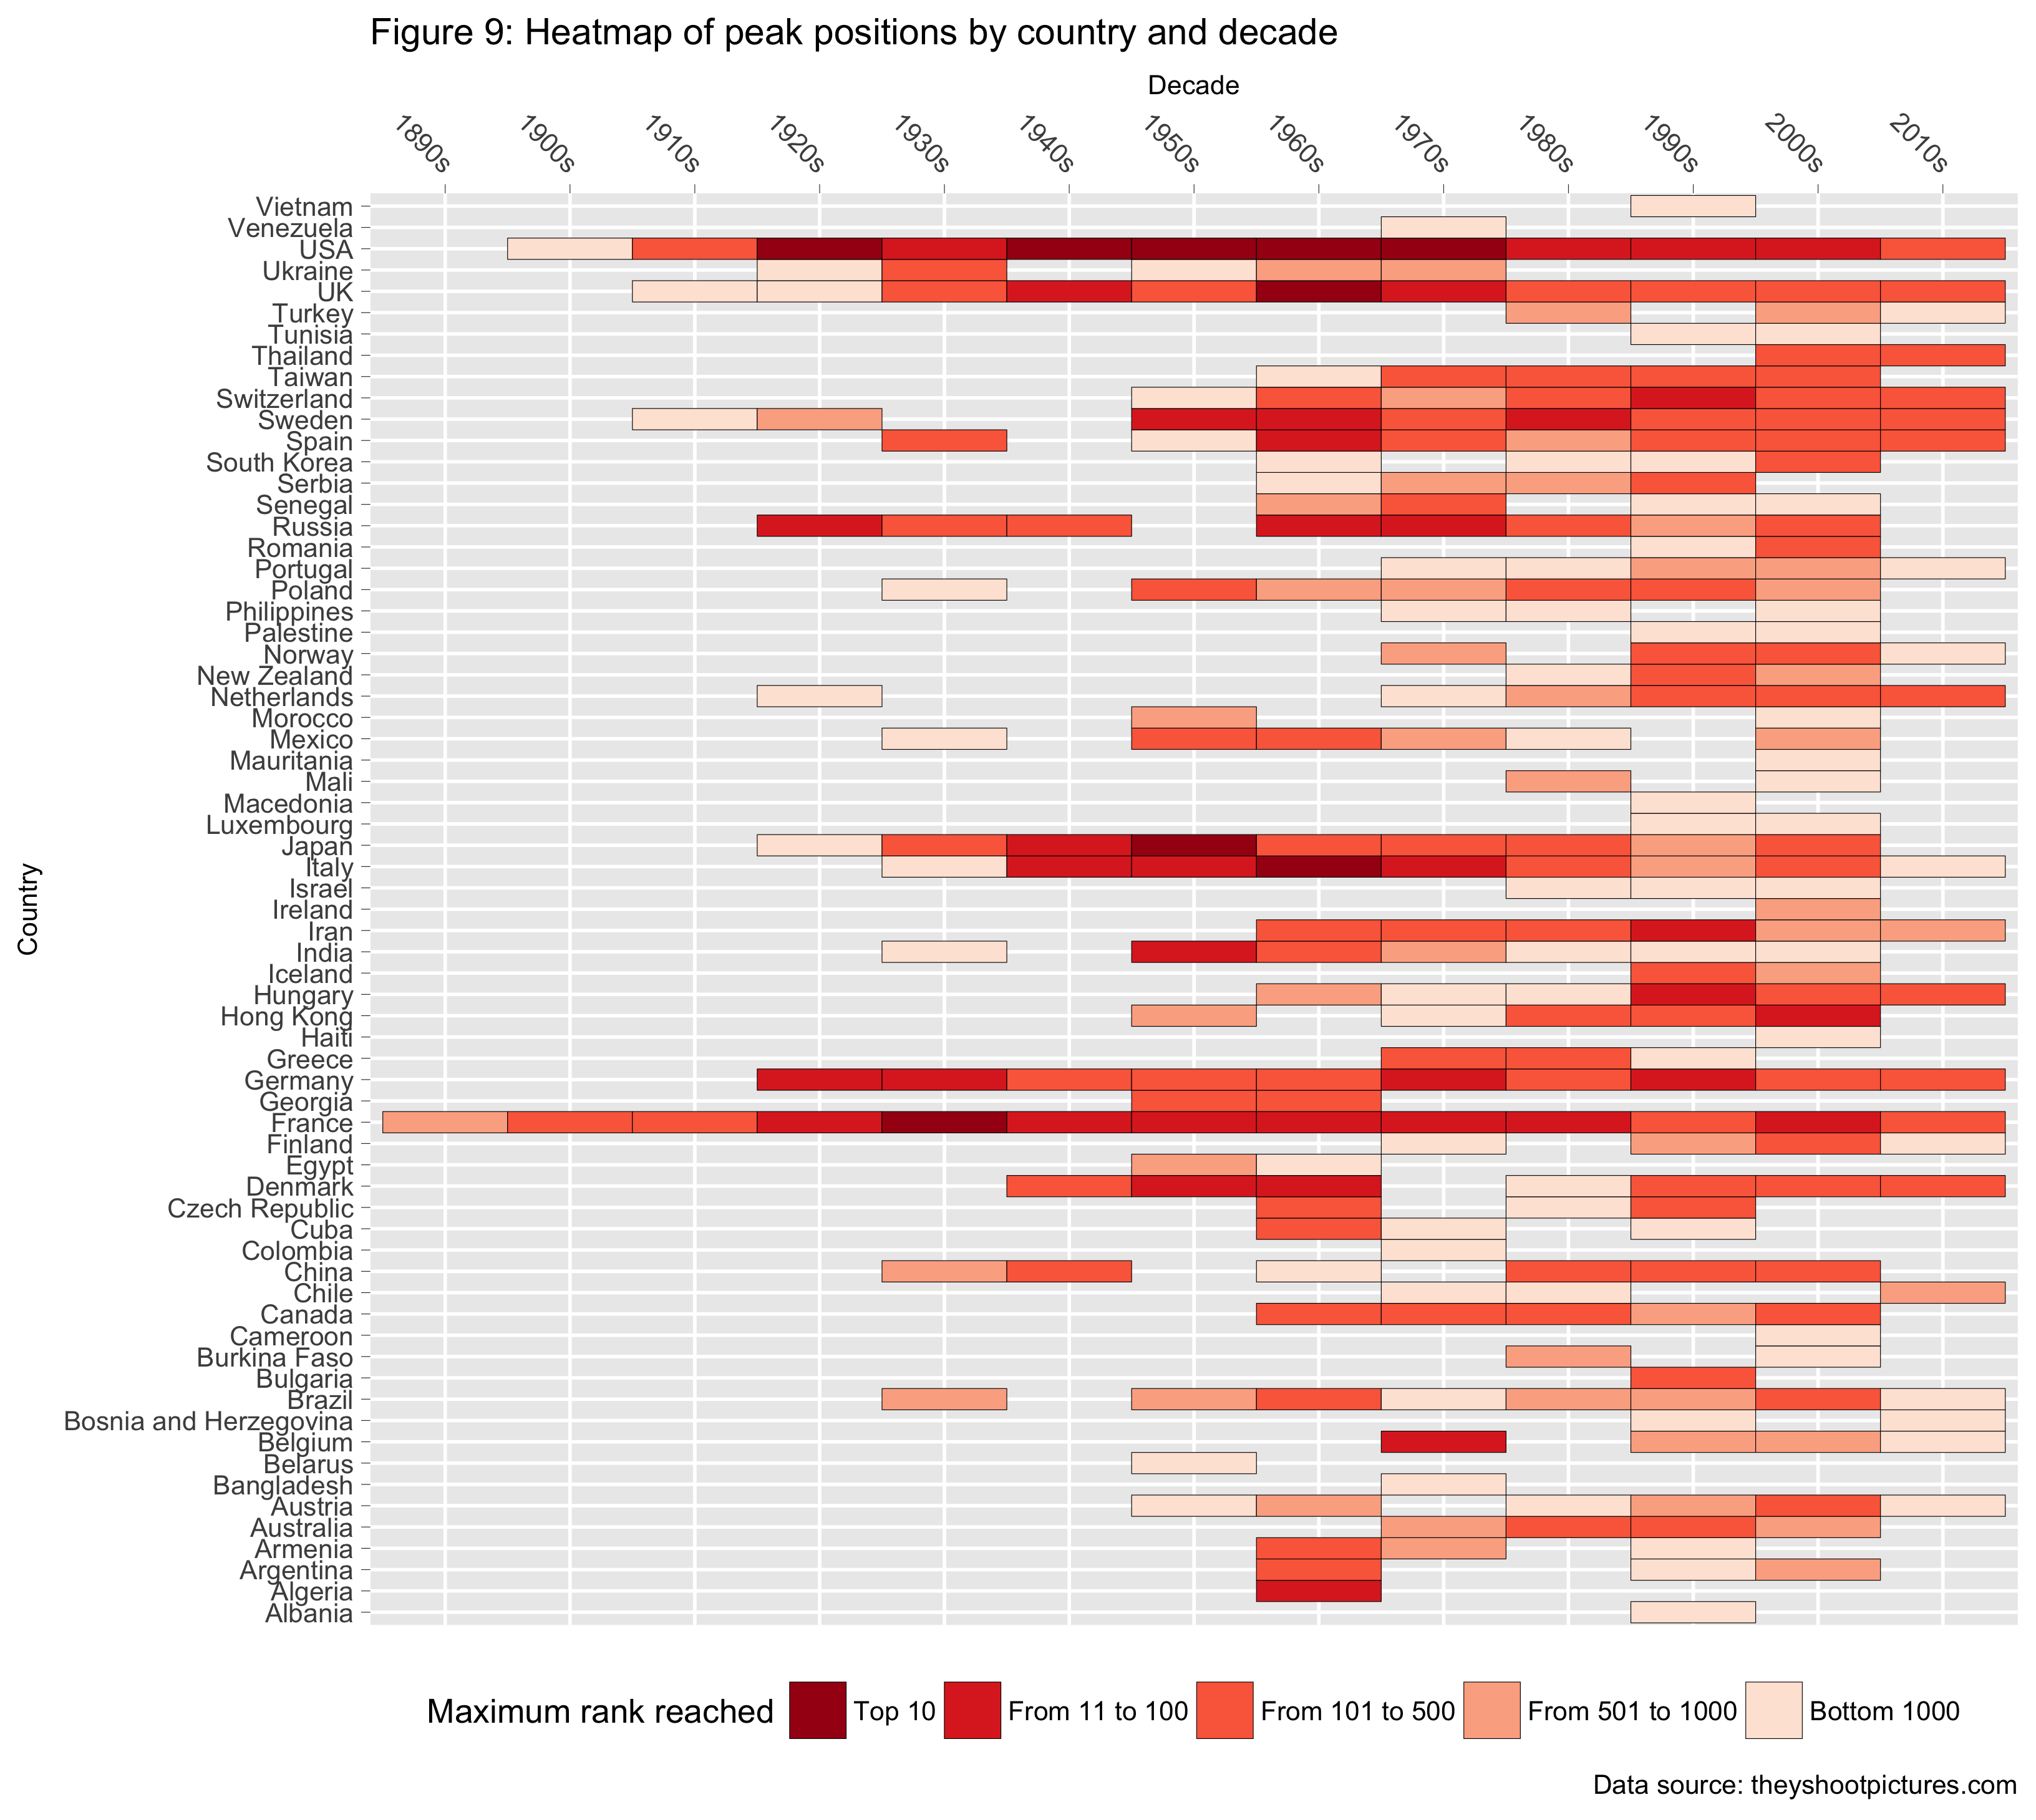 Figure 9: Heatmap of peak positions by country and decade
Decade
1890s 1900s 1910s 1920s 1930s 1940s 1950s 1960s 1970s 1980s 1990s 2000s 2010s
Country
Vietnam
Venezuela
USA
Ukraine
UK
Turkey
Tunisia
Thailand
Taiwan
Switzerland
Sweden
Spain
South Korea
Serbia
Senegal
Russia
Romania
Portugal
Poland
Philippines
Palestine
Norway
New Zealand
Netherlands
Morocco
Mexico
Mauritania
Mali
Macedonia
Luxembourg
Japan
Italy
Israel
Ireland
Iran
India
Iceland
Hungary
Hong Kong
Haiti
Greece
Germany
Georgia
France
Finland
Egypt
Denmark
Czech Republic
Cuba
Colombia
China
Chile
Canada
Cameroon
Burkina Faso
Bulgaria
Brazil
Bosnia and Herzegovina
Belgium
Belarus
Bangladesh
Austria
Australia
Armenia
Argentina
Algeria
Albania
Maximum rank reached Top 10 From 11 to 100 From 101 to 500 From 501 to 1000 Bottom 1000
Data source: theyshootpictures.com